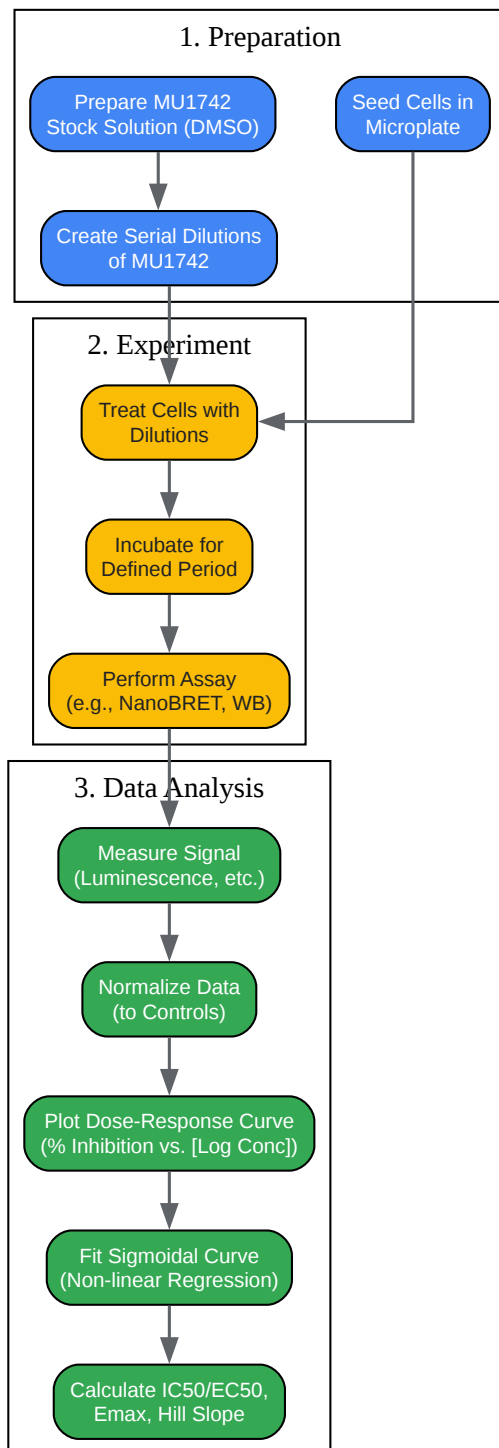 1. Preparation
Prepare MU1742
Stock Solution (DMSO)
Seed Cells in
Microplate
Create Serial Dilutions
of MU1742
2. Experiment
Treat Cells with
Dilutions
Incubate for
Defined Period
Perform Assay
(e.g., NanoBRET, WB)
3. Data Analysis
Measure Signal
(Luminescence, etc.)
Normalize Data
(to Controls)
Plot Dose-Response Curve
(% Inhibition vs. [Log Conc])
Fit Sigmoidal Curve
(Non-linear Regression)
Calculate IC50/EC50,
Emax, Hill Slope